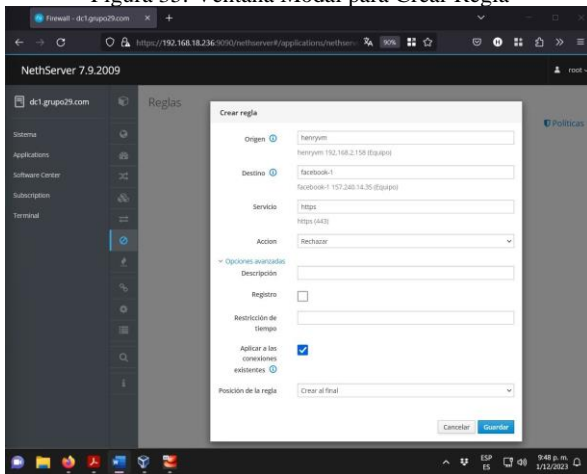 Figura 33. Ventana Modal para Crear Regla
Firewall - dc1.grupo29.com
https://192.168.18.236:9090/nethserver#/applications/nethserv
90%
NethServer 7.9.2009
root
dc1.grupo29.com
Reglas
Políticas
Sistema
Applications
Software Center
Subscription
Terminal
Crear regla
Origen
henryvm
henryvm 192.168.2.158 (Equipo)
Destino
facebook-1
facebook-1 157.240.14.35 (Equipo)
Servicio
https
https (443)
Accion
Rechazar
Opciones avanzadas
Descripción
Registro
Restricción de
tiempo
Aplicar a las
conexiones
existentes
Posición de la regla
Crear al final
Cancelar
Guardar
ESP
ES
9:48 p. m.
1/12/2023